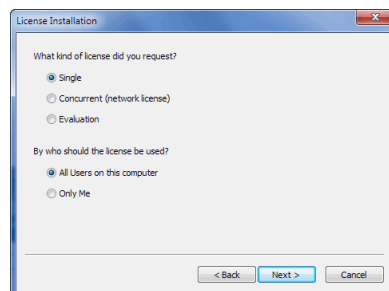 License Installation
What kind of license did you request?
Single
Concurrent (network license)
Evaluation
By who should the license be used?
All Users on this computer
Only Me
< Back
Next >
Cancel